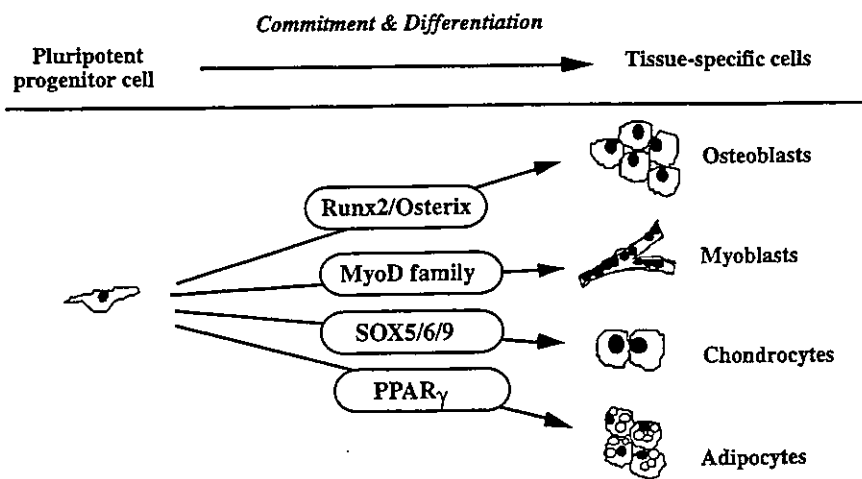 Commitment & Differentiation
Pluripotent
progenitor cell
Tissue-specific cells
Osteoblasts
Runx2/Osterix
MyoD family
Myoblasts
SOX5/6/9
Chondrocytes
PPARγ
Adipocytes